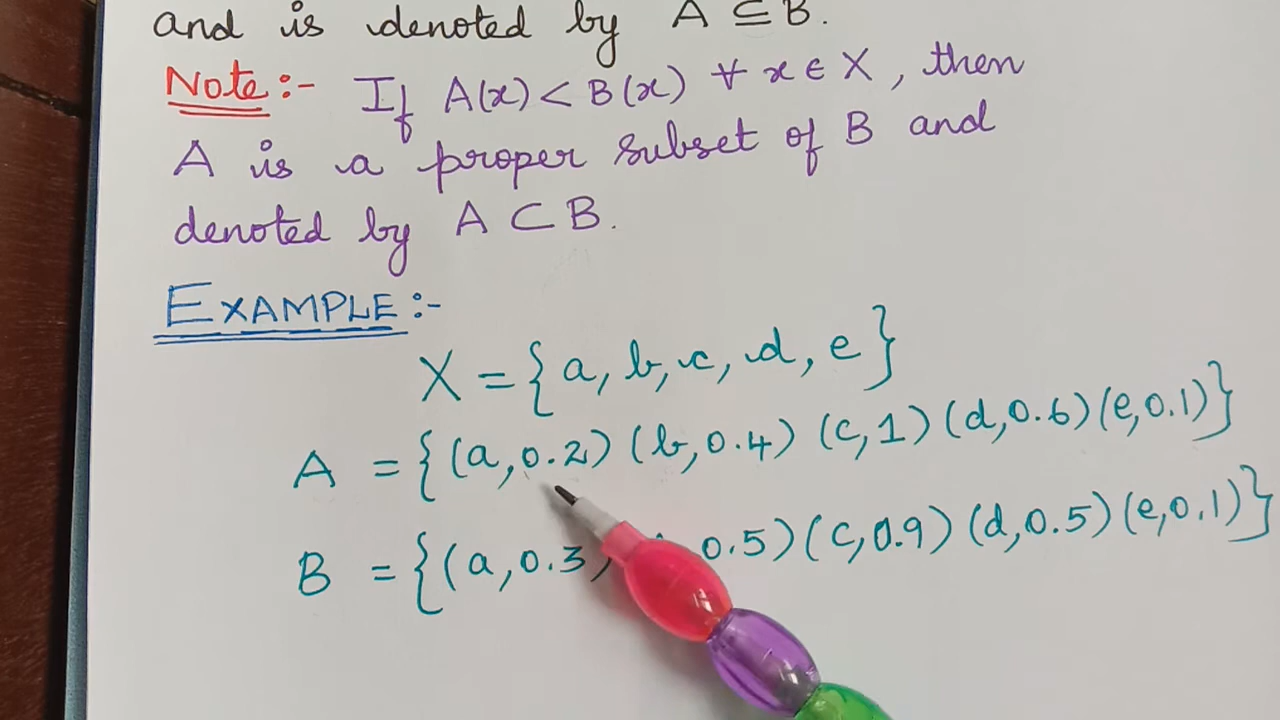 and is denoted by A ⊆ B.
Note:- If A(x) < B(x) ∀ x ∈ X, then
A is a proper subset of B and
denoted by A ⊂ B.
EXAMPLE:-
X = {a, b, c, d, e}
A = {(a, 0.2) (b, 0.4) (c, 1) (d, 0.6) (e, 0.1)}
B = {(a, 0.3) , 0.5) (c, 0.9) (d, 0.5) (e, 0.1)}